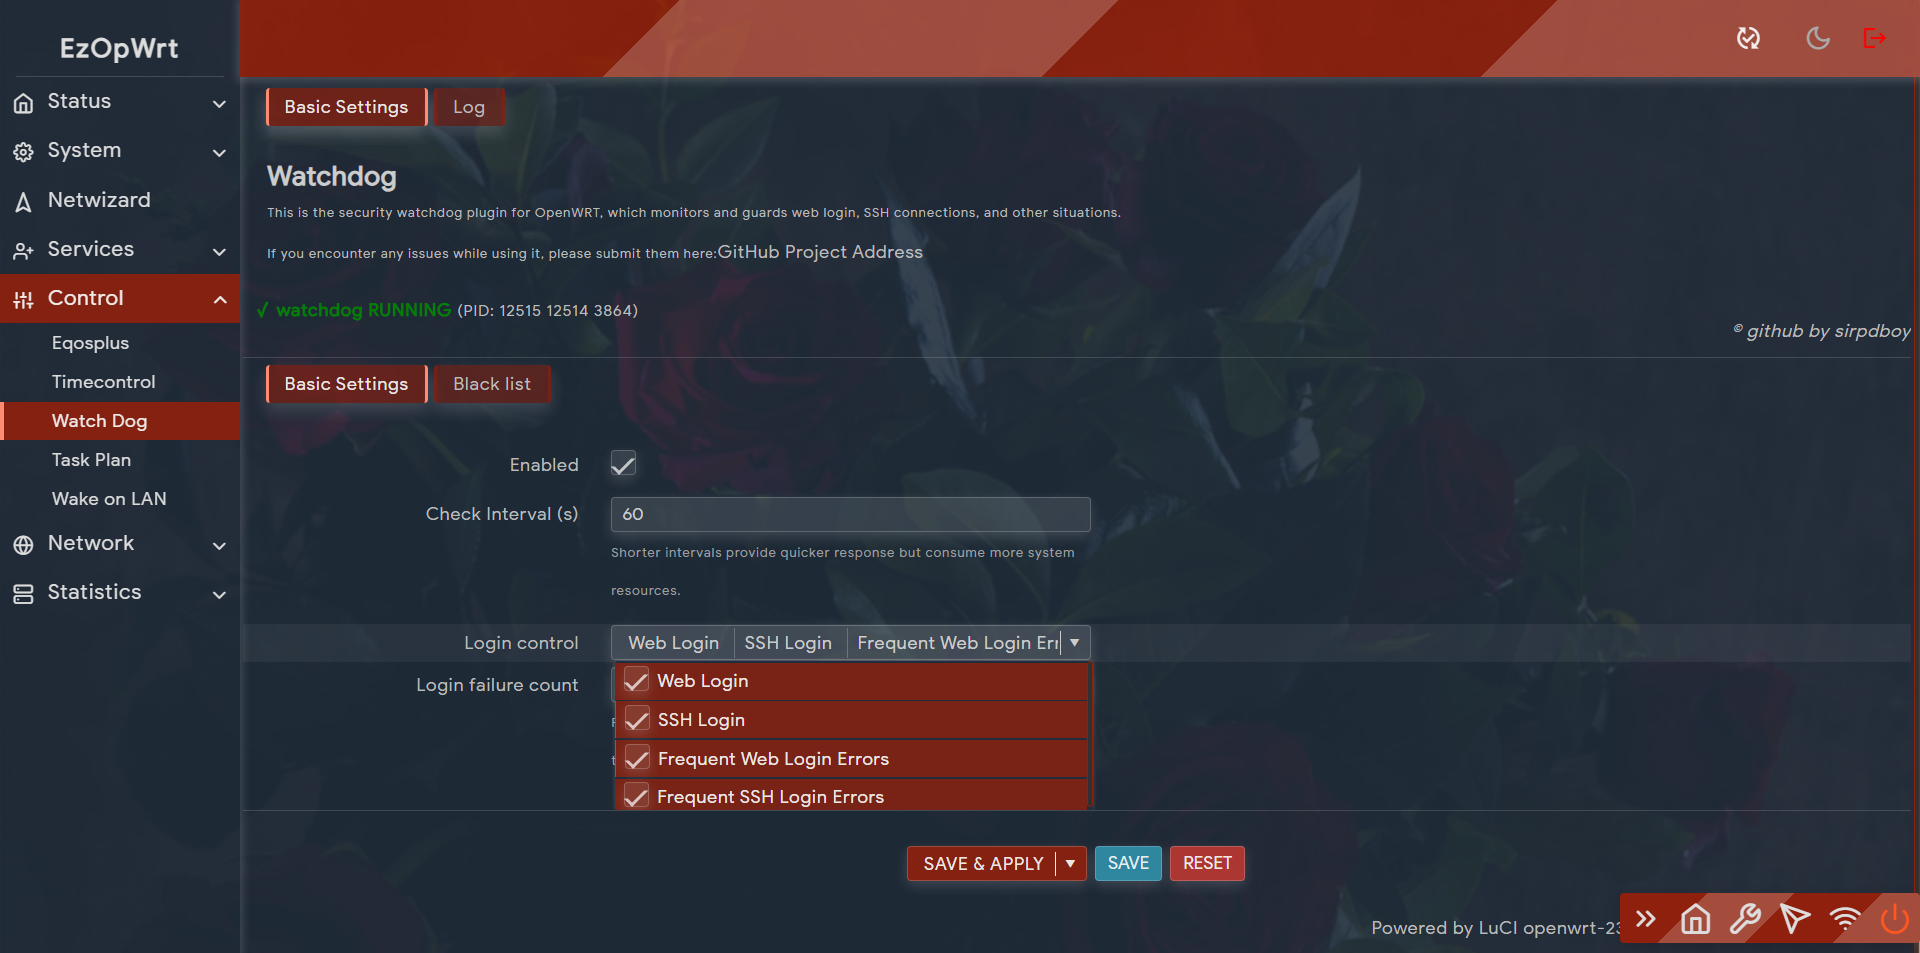 EzOpWrt
Status
System
Netwizard
Services
Control
Eqosplus
Timecontrol
Watch Dog
Task Plan
Wake on LAN
Network
Statistics
Basic Settings
Log
Watchdog
This is the security watchdog plugin for OpenWRT, which monitors and guards web login, SSH connections, and other situations.
If you encounter any issues while using it, please submit them here:GitHub Project Address
✓ watchdog RUNNING (PID: 12515 12514 3864)
© github by sirpdboy
Basic Settings
Black list
Enabled
Check Interval (s)
60
Shorter intervals provide quicker response but consume more system
resources.
Login control
Web Login
SSH Login
Frequent Web Login Err
Web Login
SSH Login
Frequent Web Login Errors
Frequent SSH Login Errors
Login failure count
SAVE & APPLY
SAVE
RESET
Powered by LuCI openwrt-23